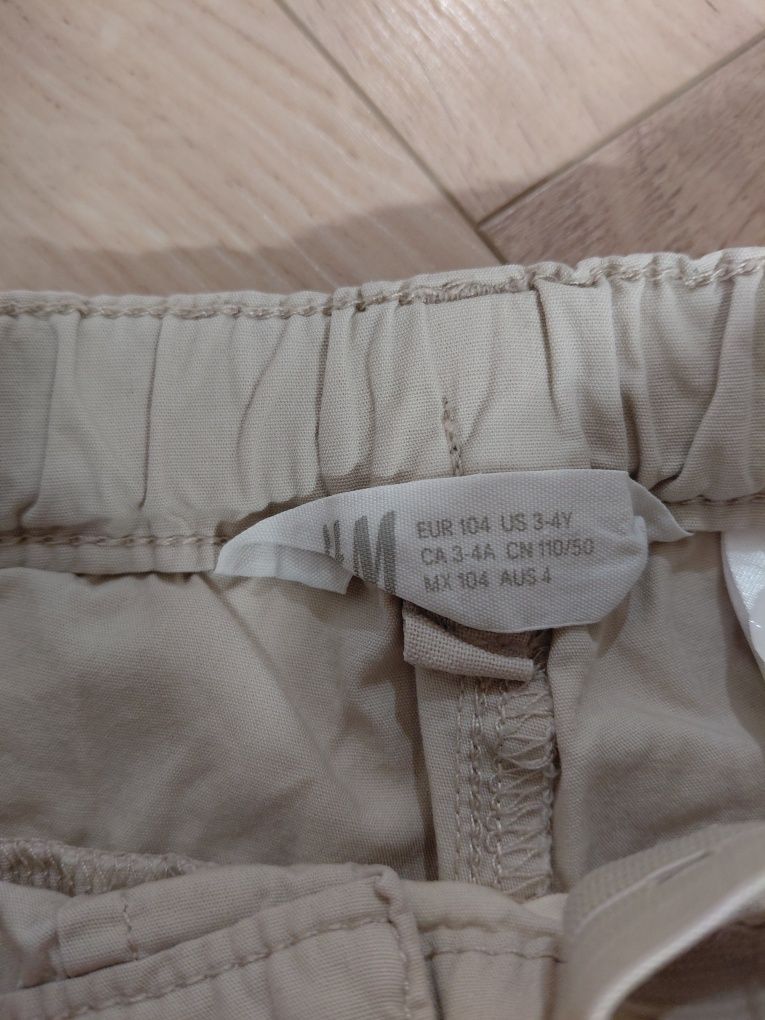 H&M
EUR 104 US 3-4Y
CA 3-4A CN 110/50
MX 104 AUS 4